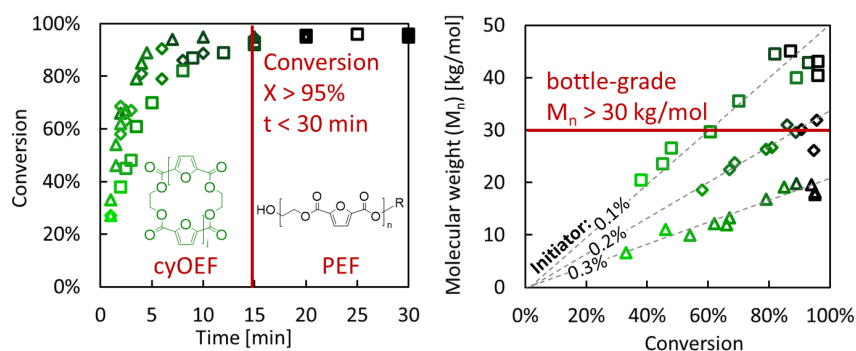 100%
80%
60%
40%
20%
0%
Conversion
0
5
10
15
20
25
30
Time [min]
Conversion
X > 95%
t < 30 min
O
O
O
O
O
O
O
O
O
O
j
cyOEF
HO
O
O
O
O
O
R
n
PEF
50
40
30
20
10
0
Molecular weight (Mn) [kg/mol]
bottle-grade
Mn > 30 kg/mol
Initiator: 0.1%
0.2%
0.3%
0%
20%
40%
60%
80%
100%
Conversion